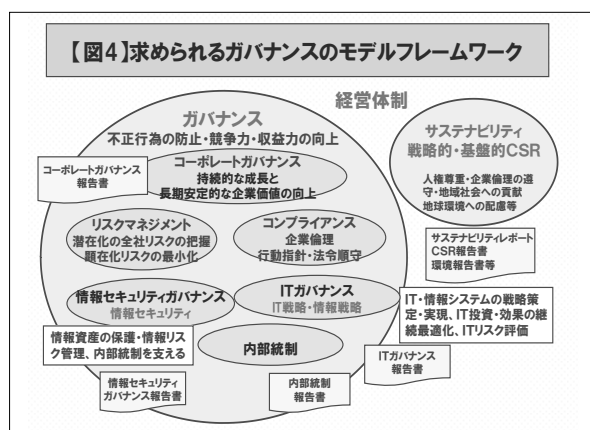 【図4】求められるガバナンスのモデルフレームワーク
経営体制
ガバナンス
不正行為の防止・競争力・収益力の向上
コーポレートガバナンス
報告書
コーポレートガバナンス
持続的な成長と
長期安定的な企業価値の向上
サステナビリティ
戦略的・基盤的CSR
人権尊重・企業倫理の遵
守・地域社会への貢献
地球環境への配慮等
リスクマネジメント
潜在化の全社リスクの把握
顕在化リスクの最小化
コンプライアンス
企業倫理
行動指針・法令順守
サステナビリティレポート
CSR報告書
環境報告書等
情報セキュリティガバナンス
情報セキュリティ
ITガバナンス
IT戦略・情報戦略
IT・情報システムの戦略策
定・実現、IT投資・効果の継
続最適化、ITリスク評価
情報資産の保護・情報リス
ク管理、内部統制を支える
内部統制
ITガバナンス
報告書
情報セキュリティ
ガバナンス報告書
内部統制
報告書